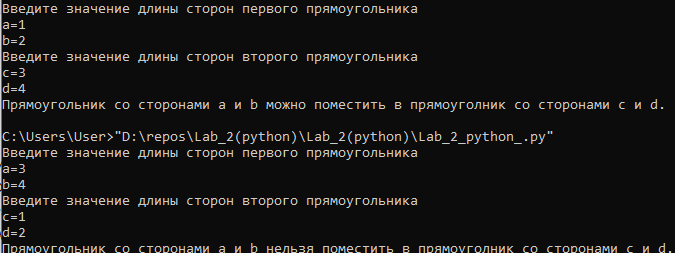 Введите значение длины сторон первого прямоугольника
a=1
b=2
Введите значение длины сторон второго прямоугольника
c=3
d=4
Прямоугольник со сторонами a и b можно поместить в прямоуголник со сторонами c и d.
C:\Users\User>"D:\repos\Lab_2(python)\Lab_2(python)\Lab_2_python_.py"
Введите значение длины сторон первого прямоугольника
a=3
b=4
Введите значение длины сторон второго прямоугольника
c=1
d=2
Прямоугольник со сторонами a и b нельзя поместить в прямоуголник со сторонами c и d.